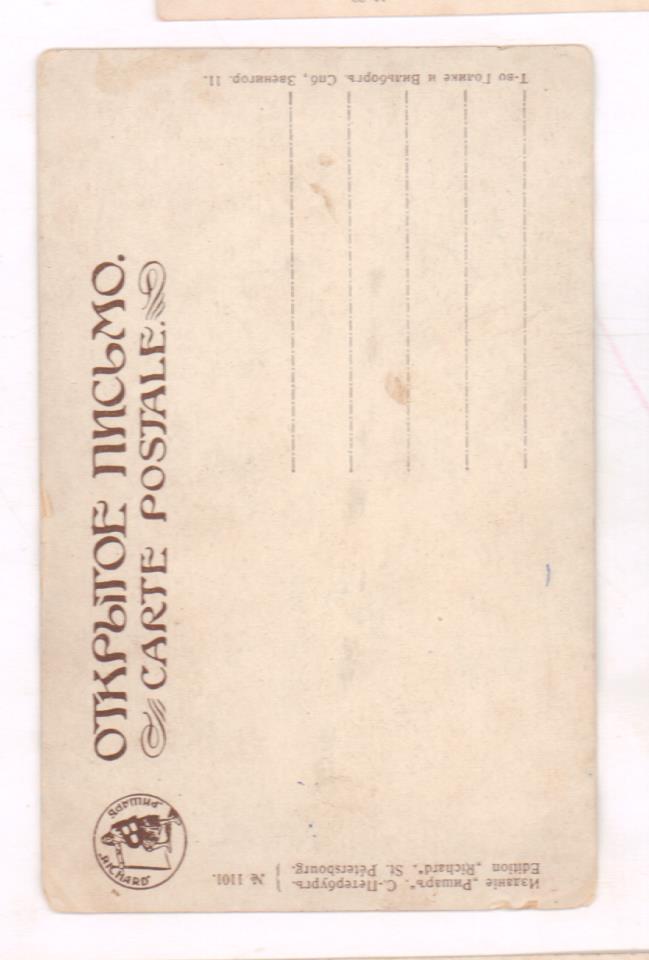 ОТКРЫТОЕ ПИСЬМО.
CARTE POSTALE.
„РИШАРЪ”
„RICHARD”
Изданіе „Ришаръ“. С.-Петербургъ.
Edition „Richard“, St. Pétersbourg.
№ 1101.
Т-во Голике и Вильборгъ. Спб, Звенигор. 11.